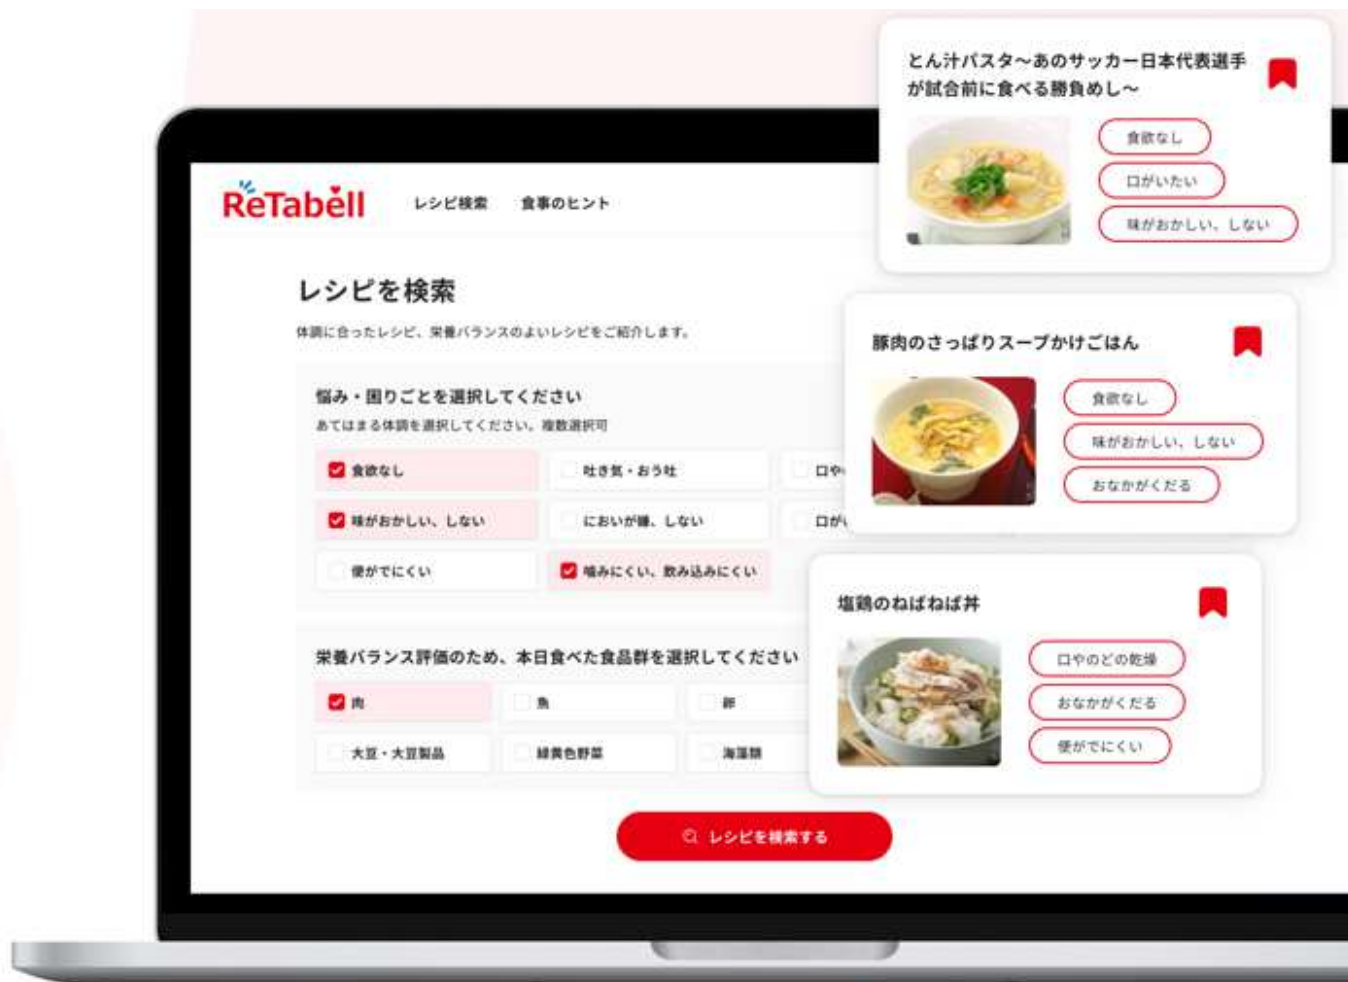 とん汁パスタ～あのサッカー日本代表選手
が試合前に食べる勝負めし～
食欲なし
口がいたい
味がおかしい、しない
ReTabell
レシピ検索
食事のヒント
レシピを検索
体調に合ったレシピ、栄養バランスのよいレシピをご紹介します。
豚肉のさっぱりスープかけごはん
食欲なし
味がおかしい、しない
おなかがくだる
悩み・困りごとを選択してください
あてはまる体調を選択してください。複数選択可
食欲なし
吐き気・おう吐
口や
味がおかしい、しない
においが嫌、しない
口が
便がでにくい
噛みにくい、飲み込みにくい
塩鶏のねばねば丼
口やのどの乾燥
おなかがくだる
便がでにくい
栄養バランス評価のため、本日食べた食品群を選択してください
肉
魚
卵
大豆・大豆製品
緑黄色野菜
海藻類
レシピを検索する